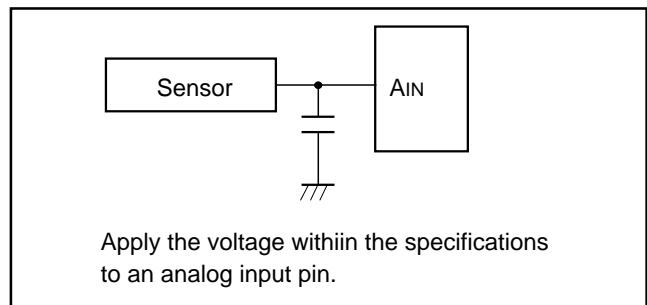 Sensor
AIN
Apply the voltage withiin the specifications
to an analog input pin.